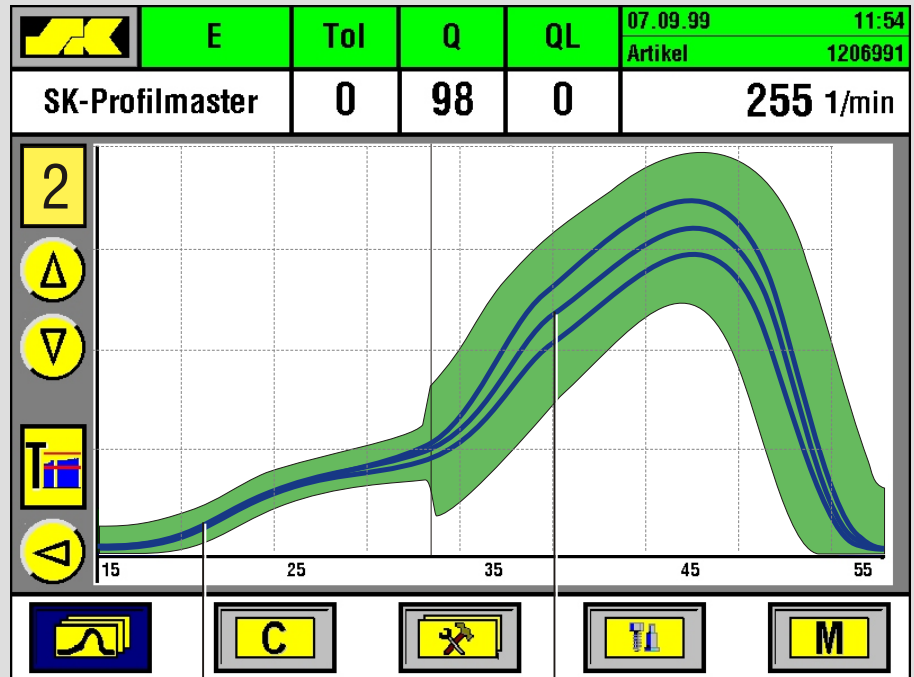 SK E Tol Q QL 07.09.99 11:54
Artikel 1206991
SK-Profilmaster 0 98 0 255 1/min
2
T
15 25 35 45 55
C M